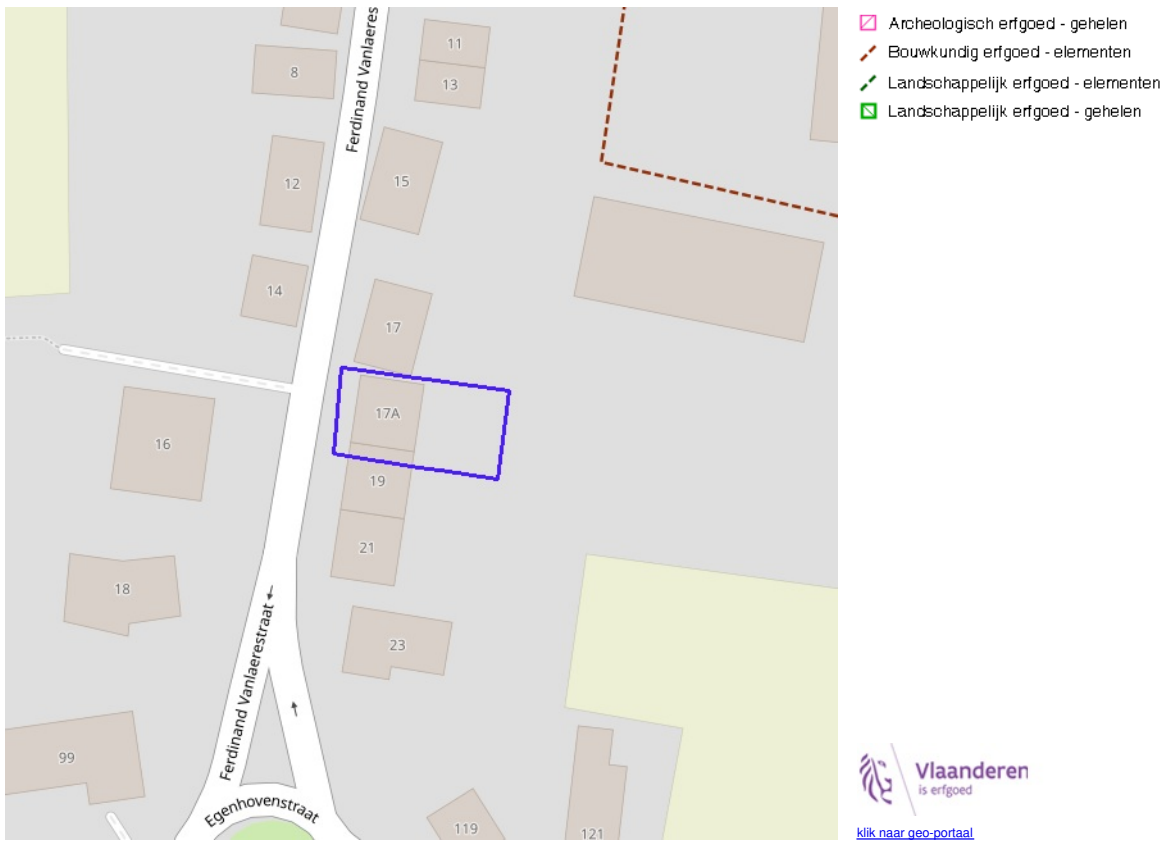 Archeologisch erfgoed - gehelen
Bouwkundig erfgoed - elementen
Landschappelijk erfgoed - elementen
Landschappelijk erfgoed - gehelen
11
8
13
Ferdinand Vanlaeres
12
15
14
17
17A
16
19
21
18
23
Ferdinand Vanlaerestraat
99
Egenhovenstraat
119
121
Vlaanderen
is erfgoed
klik naar geo-portaal